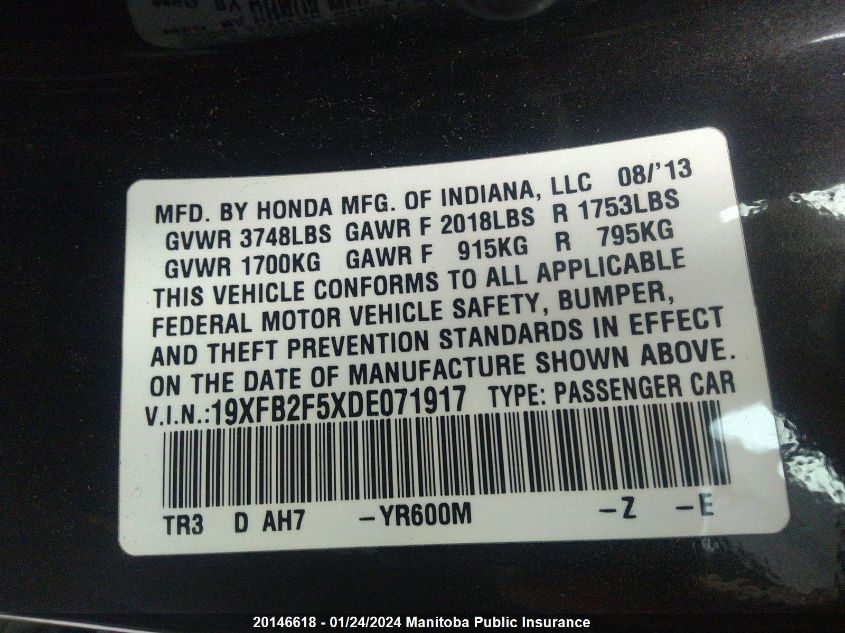 MFD. BY HONDA MFG. OF INDIANA, LLC 08/'13
GVWR 3748LBS GAWR F 2018LBS R 1753LBS
GVWR 1700KG GAWR F 915KG R 795KG
THIS VEHICLE CONFORMS TO ALL APPLICABLE
FEDERAL MOTOR VEHICLE SAFETY, BUMPER,
AND THEFT PREVENTION STANDARDS IN EFFECT
ON THE DATE OF MANUFACTURE SHOWN ABOVE.
V.I.N.:19XFB2F5XDE071917 TYPE: PASSENGER CAR
TR3 D AH7 -YR600M -Z -E
20146618 - 01/24/2024 Manitoba Public Insurance